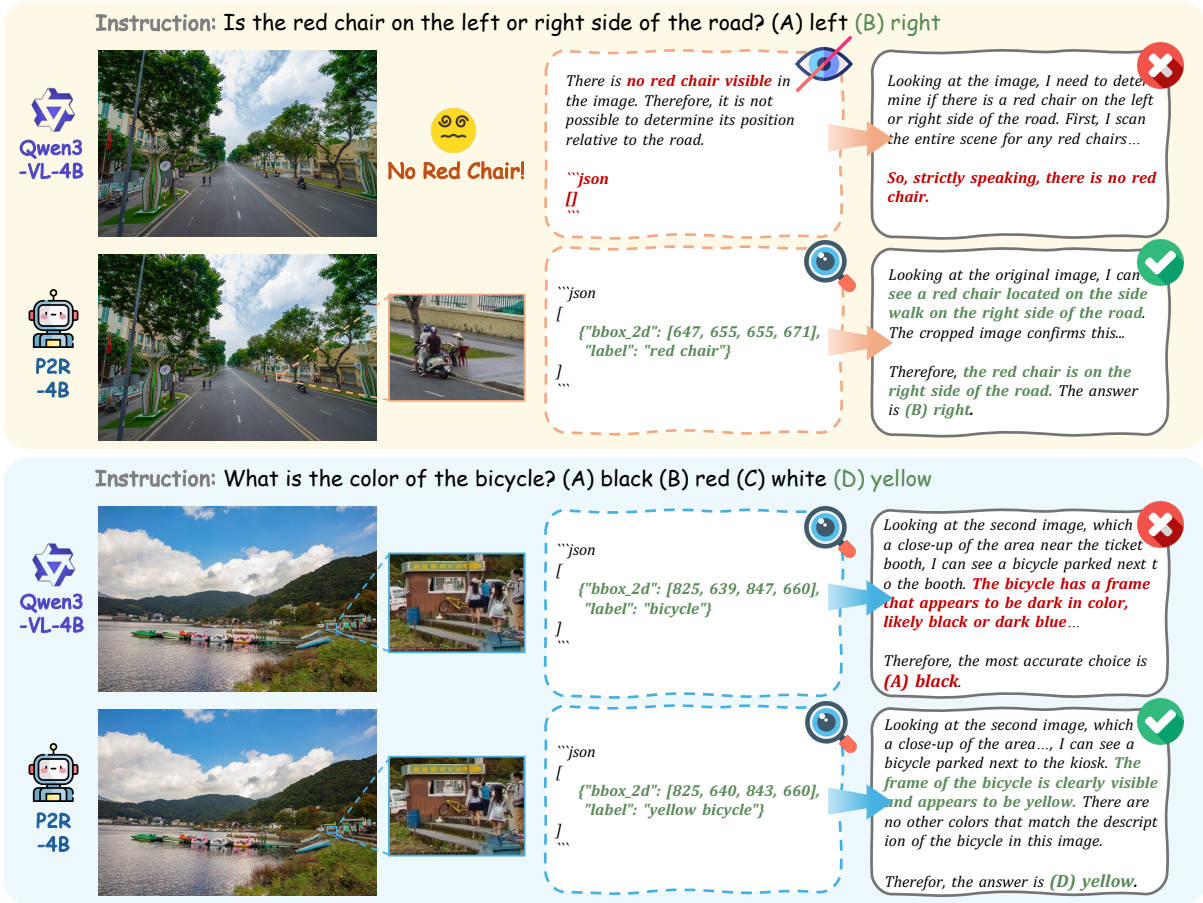 Instruction: Is the red chair on the left or right side of the road? (A) left (B) right
Qwen3
-VL-4B
No Red Chair!
There is no red chair visible in
the image. Therefore, it is not
possible to determine its position
relative to the road.
```json
[]
```
Looking at the image, I need to deter
mine if there is a red chair on the left
or right side of the road. First, I scan
the entire scene for any red chairs…
So, strictly speaking, there is no red
chair.
P2R
-4B
```json
[
{"bbox_2d": [647, 655, 655, 671],
"label": "red chair"}
]
```
Looking at the original image, I can
see a red chair located on the side
walk on the right side of the road.
The cropped image confirms this...
Therefore, the red chair is on the
right side of the road. The answer
is (B) right.
Instruction: What is the color of the bicycle? (A) black (B) red (C) white (D) yellow
Qwen3
-VL-4B
```json
[
{"bbox_2d": [825, 639, 847, 660],
"label": "bicycle"}
]
```
Looking at the second image, which
a close-up of the area near the ticket
booth, I can see a bicycle parked next t
o the booth. The bicycle has a frame
that appears to be dark in color,
likely black or dark blue…
Therefore, the most accurate choice is
(A) black.
P2R
-4B
```json
[
{"bbox_2d": [825, 640, 843, 660],
"label": "yellow bicycle"}
]
```
Looking at the second image, which
a close-up of the area…, I can see a
bicycle parked next to the kiosk. The
frame of the bicycle is clearly visible
and appears to be yellow. There are
no other colors that match the descript
ion of the bicycle in this image.
Therefor, the answer is (D) yellow.